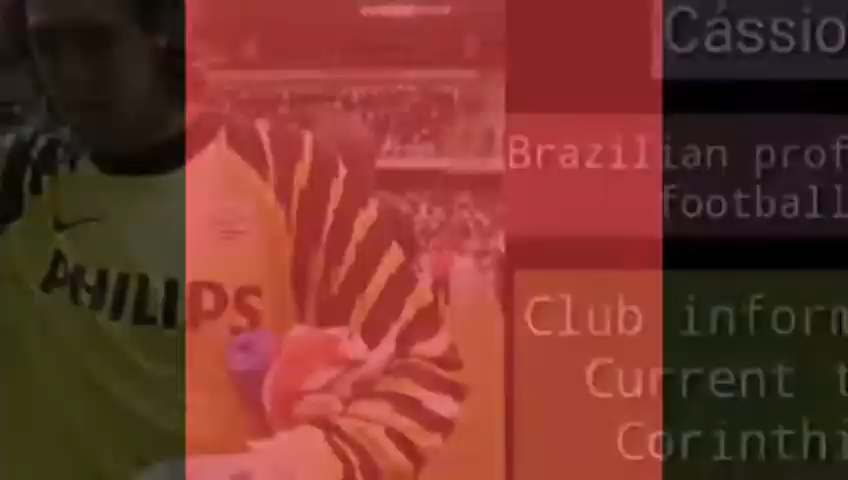 PHILIPS
Cássio
Brazilian prof
football
Club inform
Current t
Corinthi